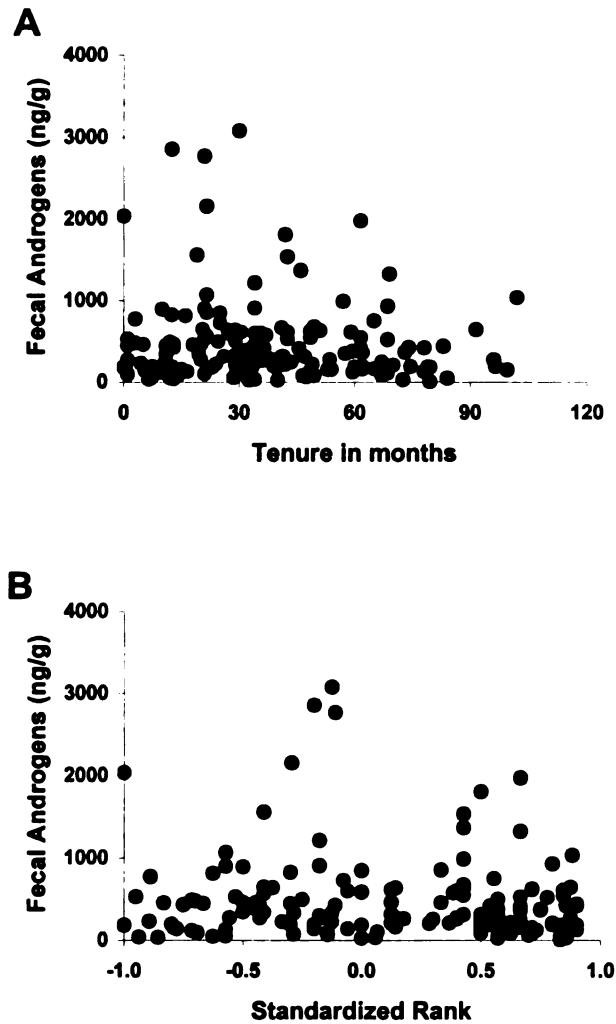 A
4000
3000
2000
1000
0
Fecal Androgens (ng/g)
0 30 60 90 120
Tenure in months
B
4000
3000
2000
1000
0
Fecal Androgens (ng/g)
-1.0 -0.5 0.0 0.5 1.0
Standardized Rank